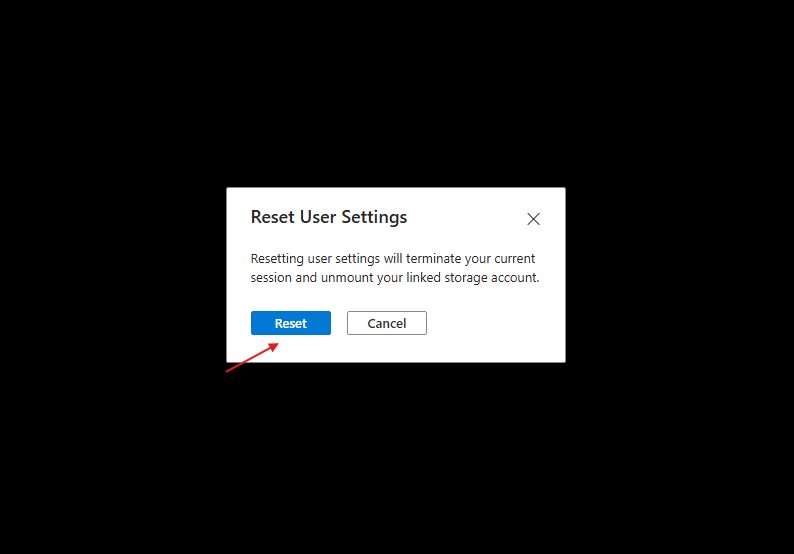 Reset User Settings
Resetting user settings will terminate your current
session and unmount your linked storage account.
Reset
Cancel